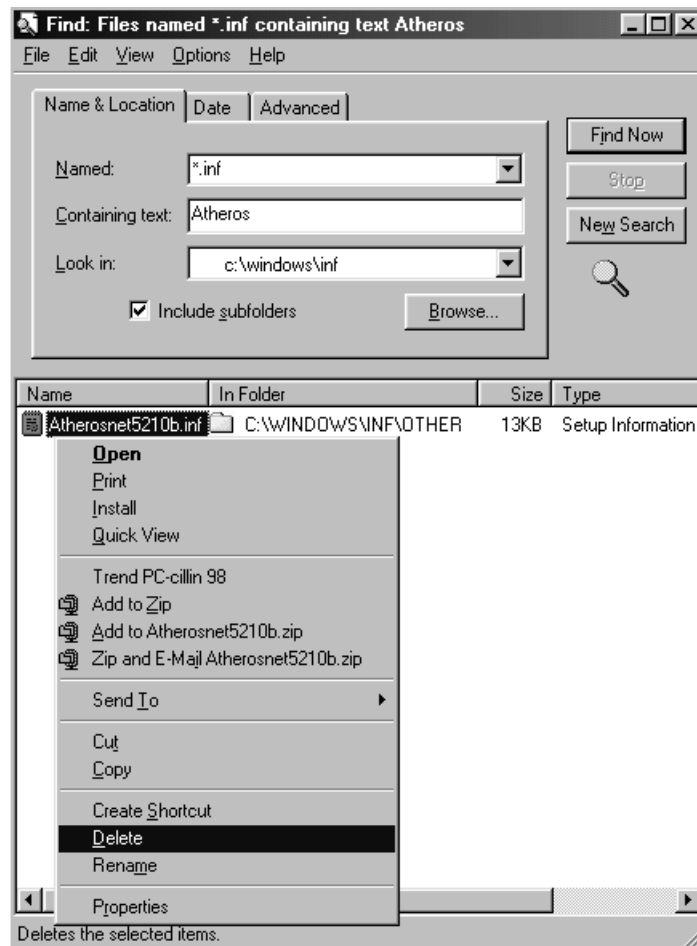 Find: Files named *.inf containing text Atheros
File Edit View Options Help
Name & Location Date Advanced
Find Now
Named: *.inf
Stop
Containing text: Atheros
New Search
Look in: c:\windows\inf
Include subfolders Browse...
Name In Folder Size Type
Atherosnet5210b.inf C:\WINDOWS\INF\OTHER 13KB Setup Information
Open
Print
Install
Quick View
Trend PC-cillin 98
Add to Zip
Add to Atherosnet5210b.zip
Zip and E-Mail Atherosnet5210b.zip
Send To
Cut
Copy
Create Shortcut
Delete
Rename
Properties
Deletes the selected items.